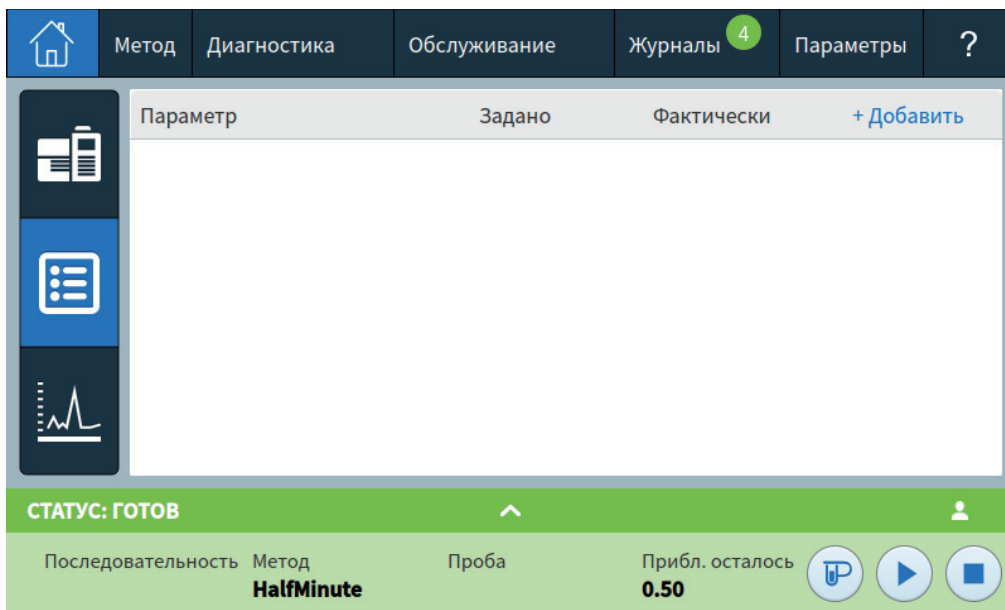 Метод Диагностика Обслуживание Журналы 4 Параметры ?
Параметр Задано Фактически + Добавить
СТАТУС: ГОТОВ
Последовательность Метод Проба Прибл. осталось
HalfMinute 0.50